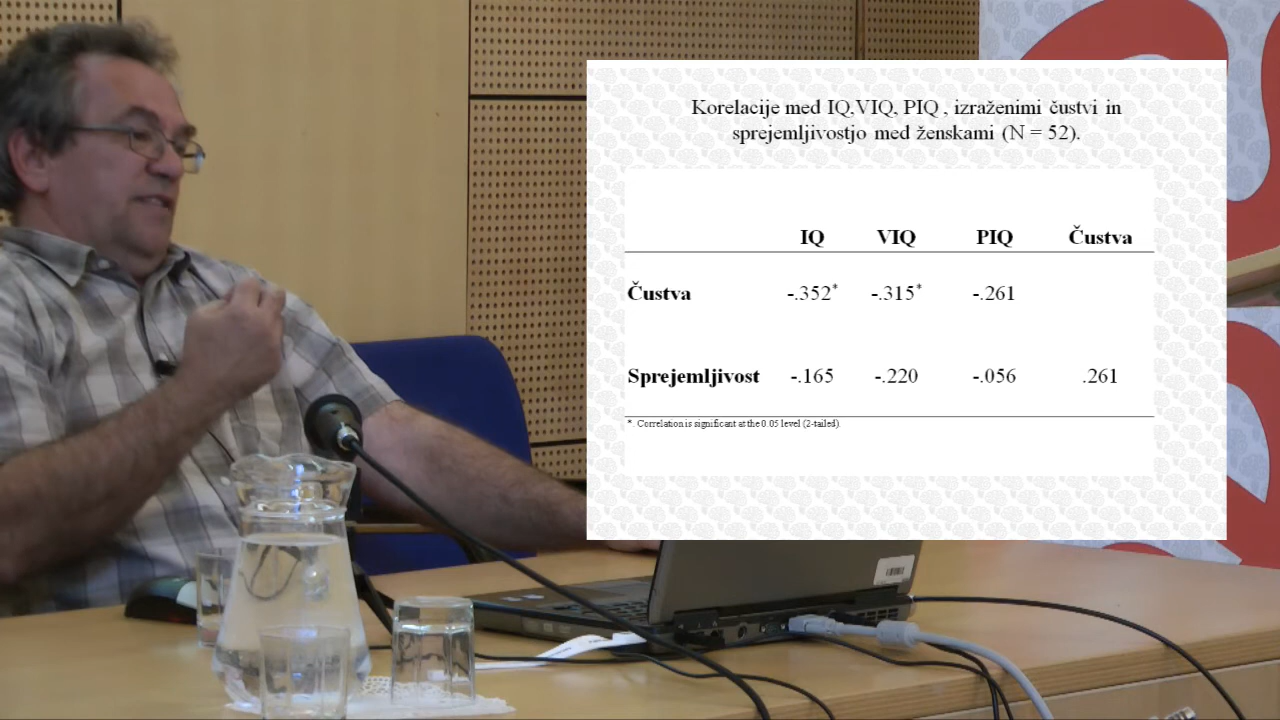 Korelacije med IQ,VIQ, PIQ , izraženimi čustvi in
sprejemljivostjo med ženskami (N = 52).
IQ VIQ PIQ Čustva
Čustva -.352* -.315* -.261
Sprejemljivost -.165 -.220 -.056 .261
*. Correlation is significant at the 0.05 level (2-tailed).